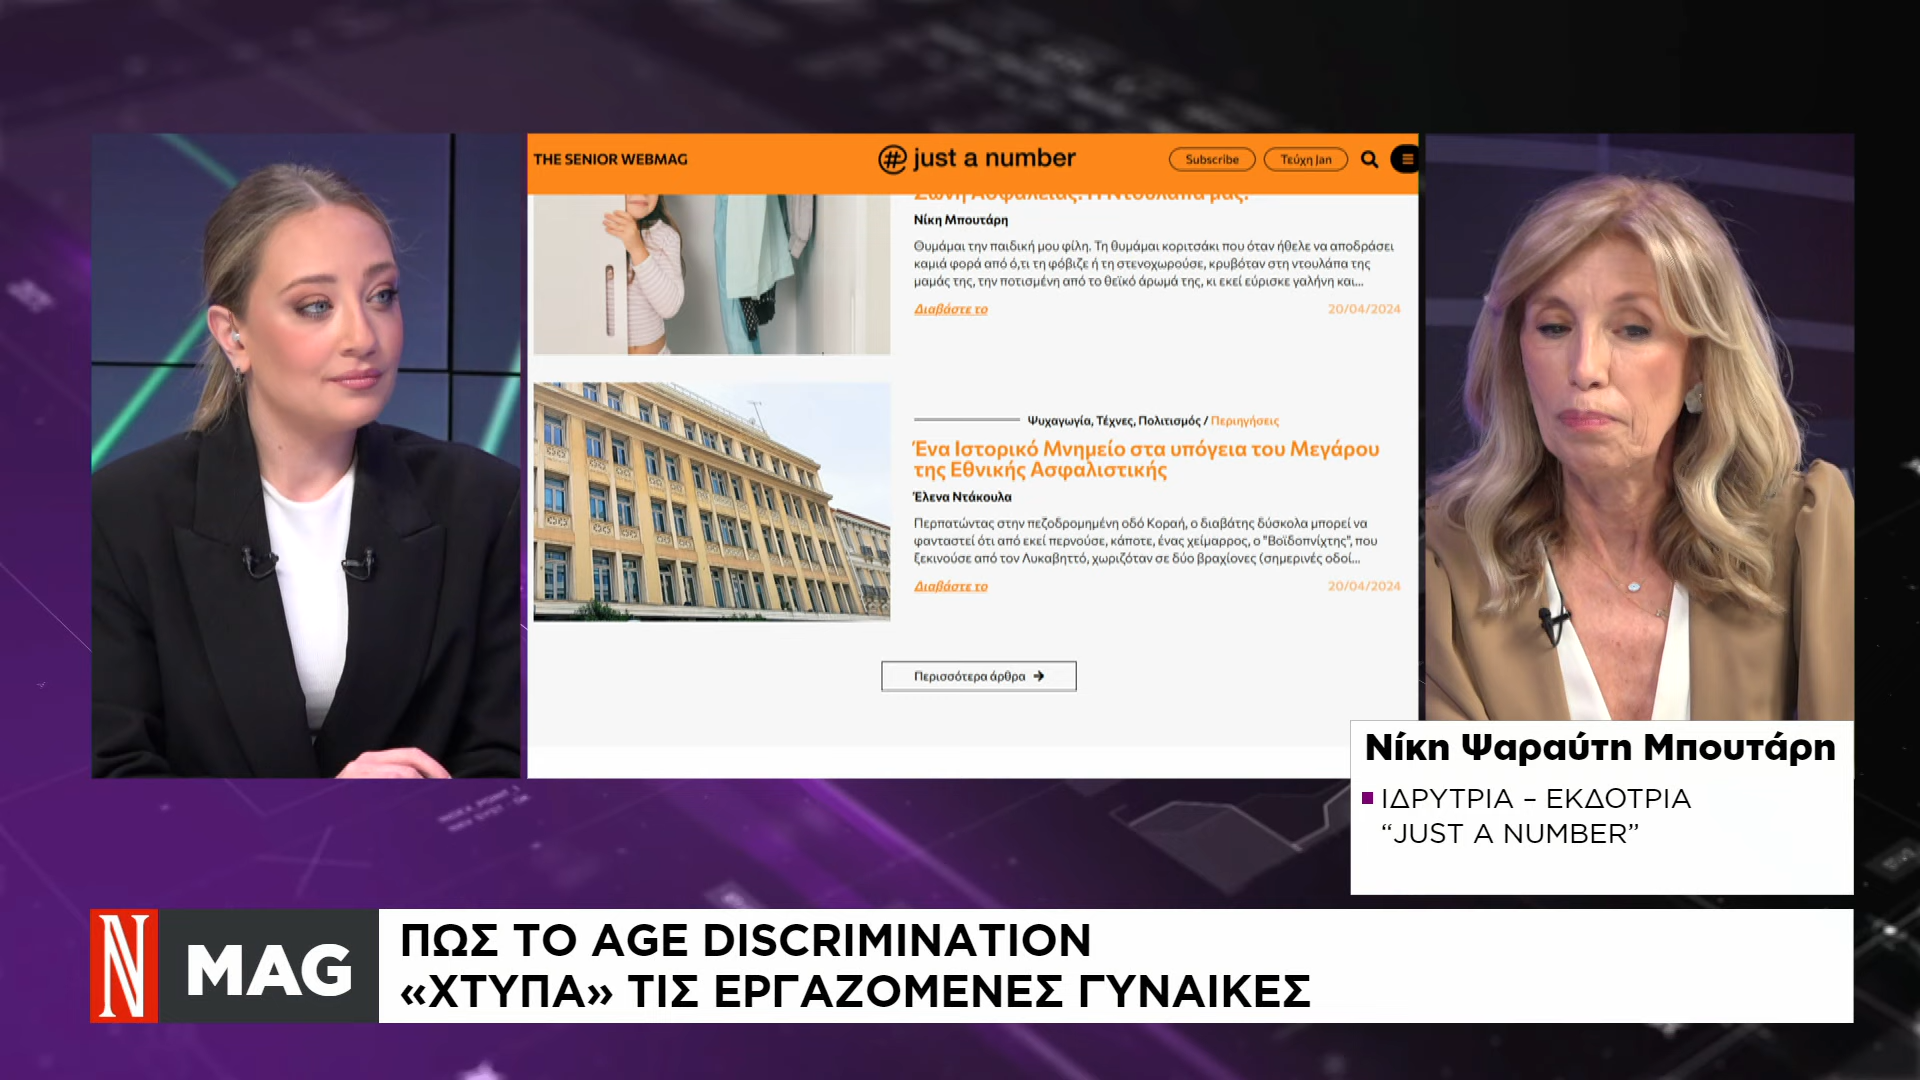 THE SENIOR WEBMAG
# just a number
Subscribe
Τεύχη Jan
Ζώνη Ασφαλείας: Η Ντουλάπα μας!
Νίκη Μπουτάρη
Θυμάμαι την παιδική μου φίλη. Τη θυμάμαι κοριτσάκι που όταν ήθελε να αποδράσει
καμιά φορά από ό,τι τη φόβιζε ή τη στενοχωρούσε, κρυβόταν στη ντουλάπα της
μαμάς της, την ποτισμένη από το θεϊκό άρωμά της, κι εκεί εύρισκε γαλήνη και...
Διαβάστε το
20/04/2024
Ψυχαγωγία, Τέχνες, Πολιτισμός / Περιηγήσεις
Ένα Ιστορικό Μνημείο στα υπόγεια του Μεγάρου
της Εθνικής Ασφαλιστικής
Έλενα Ντάκουλα
Περπατώντας στην πεζοδρομημένη οδό Κοραή, ο διαβάτης δύσκολα μπορεί να
φανταστεί ότι από εκεί περνούσε, κάποτε, ένας χείμαρρος, ο "Βοϊδοπνίχτης", που
ξεκινούσε από τον Λυκαβηττό, χωριζόταν σε δύο βραχίονες (σημερινές οδοί...
Διαβάστε το
20/04/2024
Περισσότερα άρθρα
Νίκη Ψαραύτη Μπουτάρη
ΙΔΡΥΤΡΙΑ – ΕΚΔΟΤΡΙΑ
“JUST A NUMBER”
N MAG
ΠΩΣ ΤΟ AGE DISCRIMINATION
«ΧΤΥΠΑ» ΤΙΣ ΕΡΓΑΖΟΜΕΝΕΣ ΓΥΝΑΙΚΕΣ